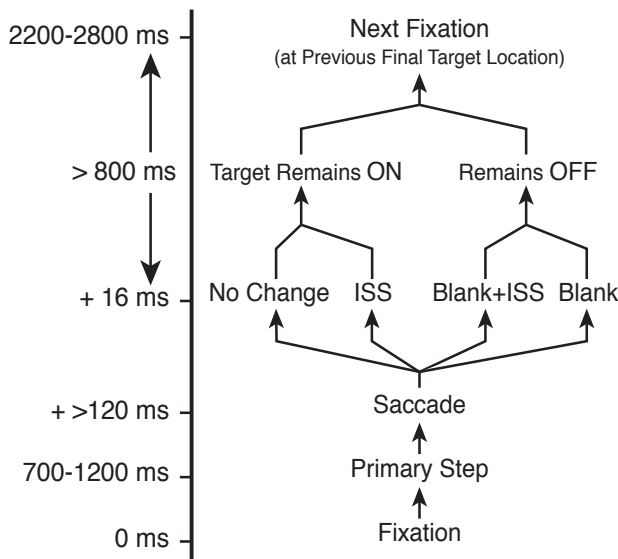 2200-2800 ms
Next Fixation
(at Previous Final Target Location)
> 800 ms
Target Remains ON
Remains OFF
+ 16 ms
No Change
ISS
Blank+ISS
Blank
+ >120 ms
Saccade
700-1200 ms
Primary Step
0 ms
Fixation